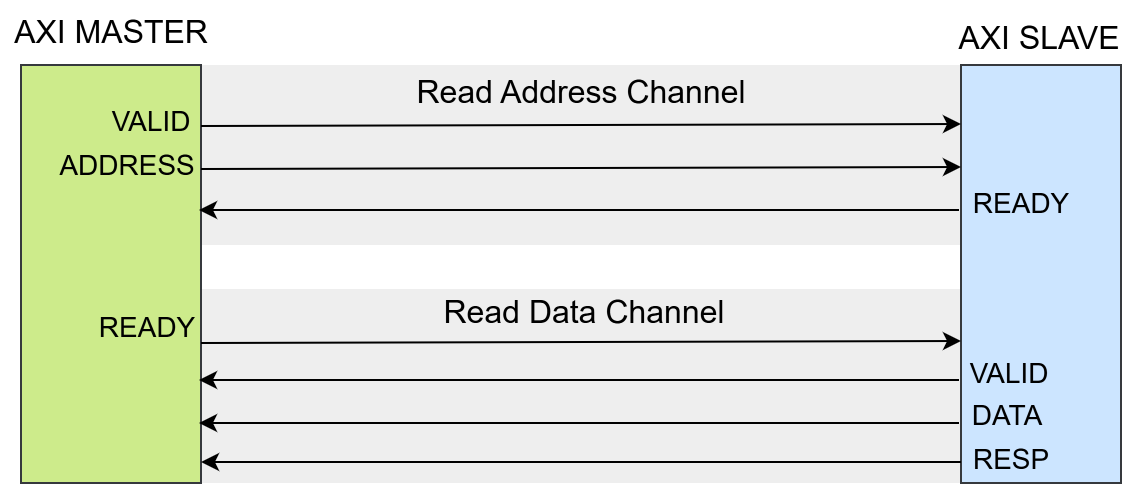 AXI MASTER
AXI SLAVE
Read Address Channel
VALID
ADDRESS
READY
Read Data Channel
READY
VALID
DATA
RESP